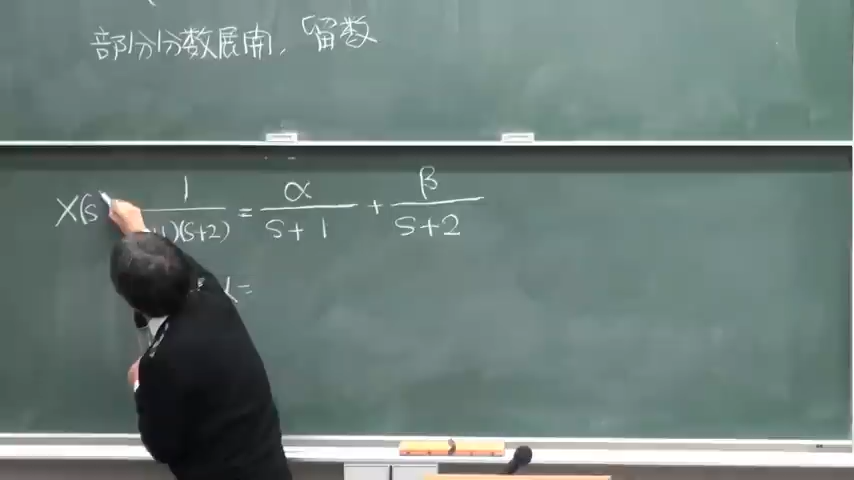 部分分数展開, 留数
X(s 1/( 1)(s+2) = α/(s+1) + β/(s+2)
α =